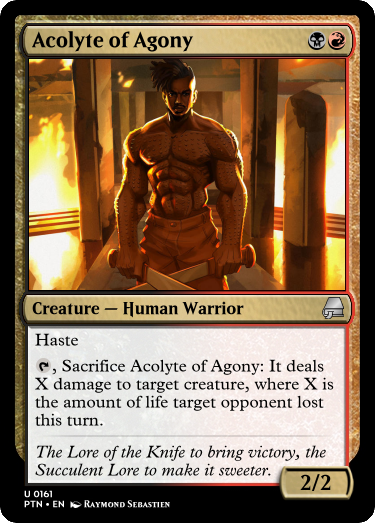 Acolyte of Agony
Creature — Human Warrior
Haste
, Sacrifice Acolyte of Agony: It deals
X damage to target creature, where X is
the amount of life target opponent lost
this turn.
The Lore of the Knife to bring victory, the
Succulent Lore to make it sweeter.
2/2
U 0161
PTN • EN Raymond Sebastien